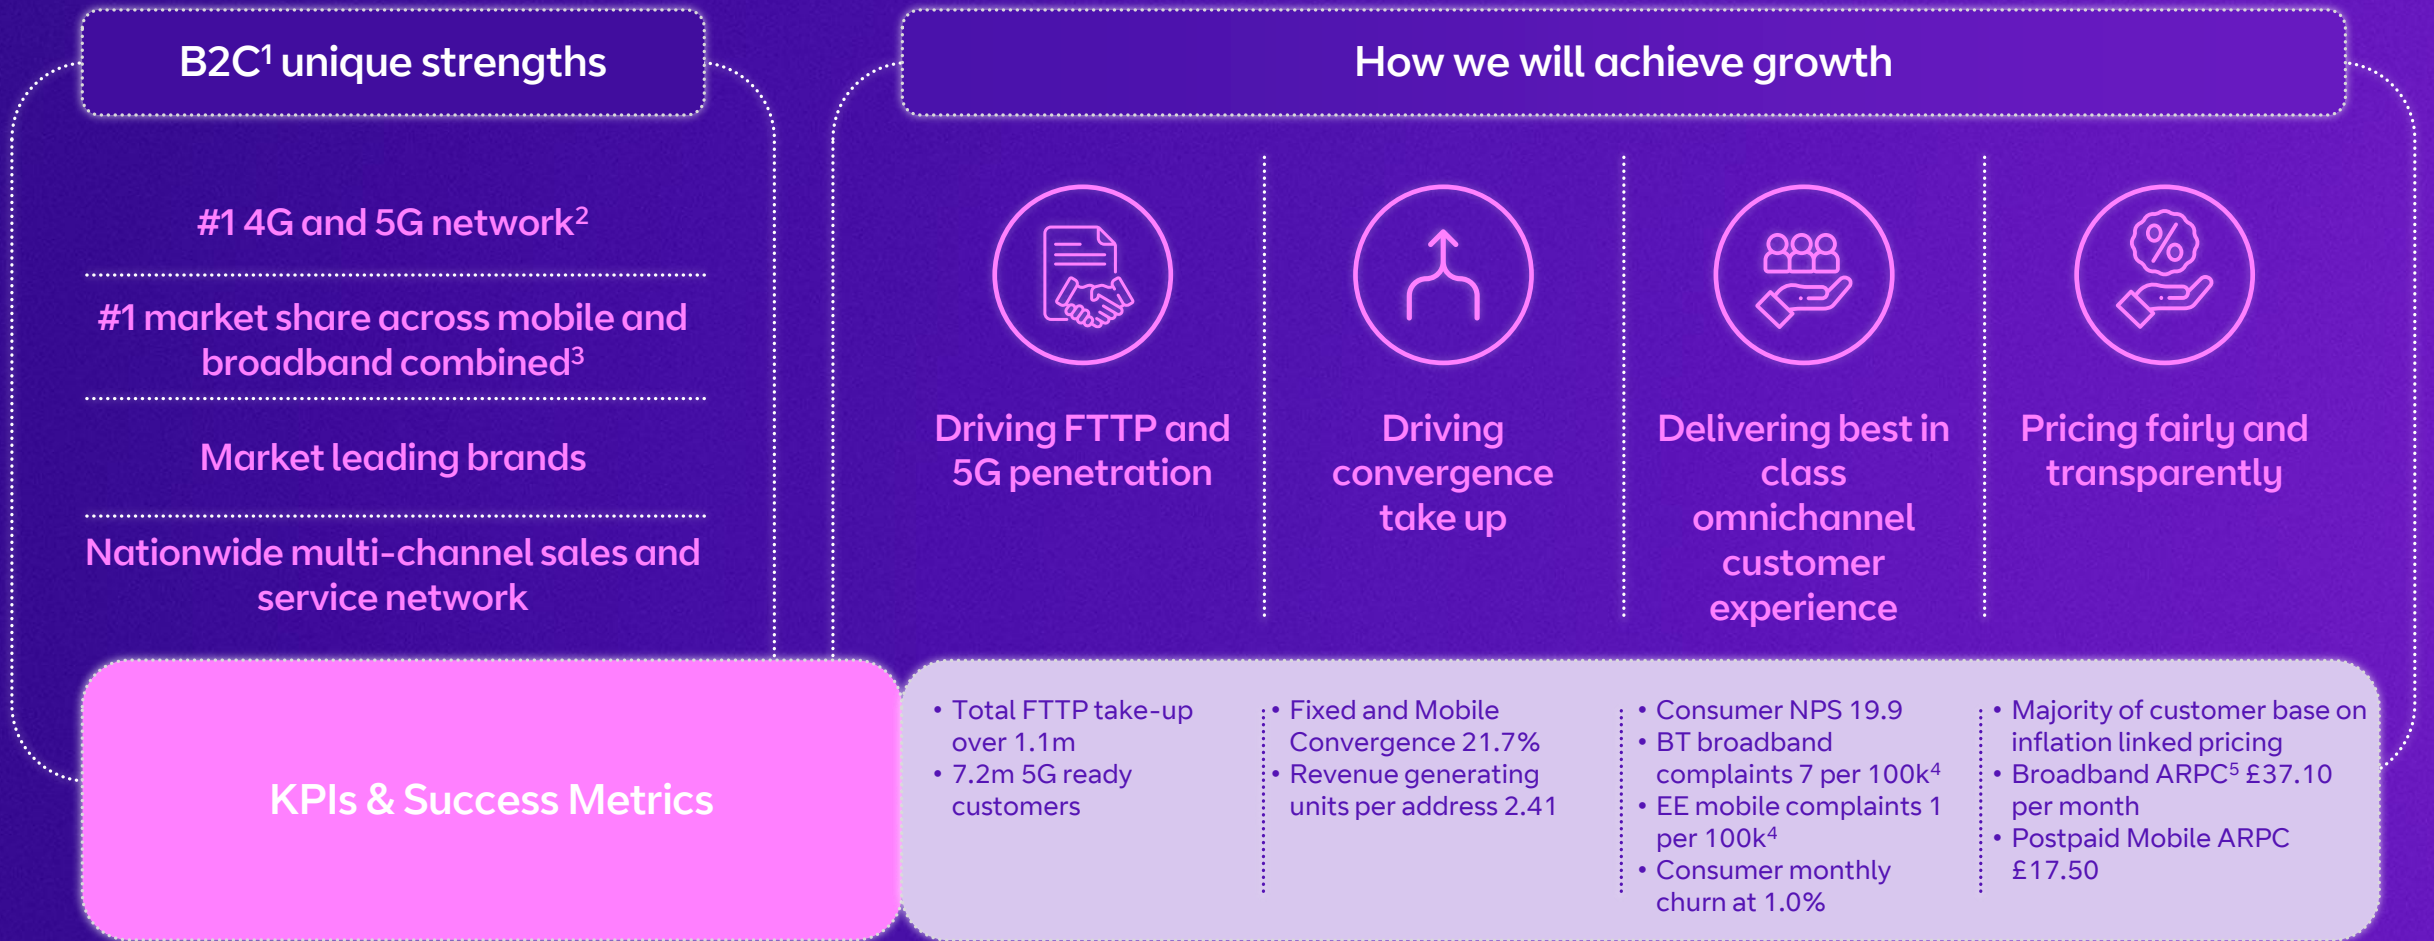 B2C¹ unique strengths
#1 4G and 5G network²
#1 market share across mobile and
broadband combined³
Market leading brands
Nationwide multi-channel sales and
service network
How we will achieve growth
Driving FTTP and
5G penetration
Driving
convergence
take up
Delivering best in
class
omnichannel
customer
experience
%
Pricing fairly and
transparently
KPIs & Success Metrics
• Total FTTP take-up
over 1.1m
• 7.2m 5G ready
customers
• Fixed and Mobile
Convergence 21.7%
• Revenue generating
units per address 2.41
• Consumer NPS 19.9
• BT broadband
complaints 7 per 100k⁴
• EE mobile complaints 1
per 100k⁴
• Consumer monthly
churn at 1.0%
• Majority of customer base on
inflation linked pricing
• Broadband ARPC⁵ £37.10
per month
• Postpaid Mobile ARPC
£17.50